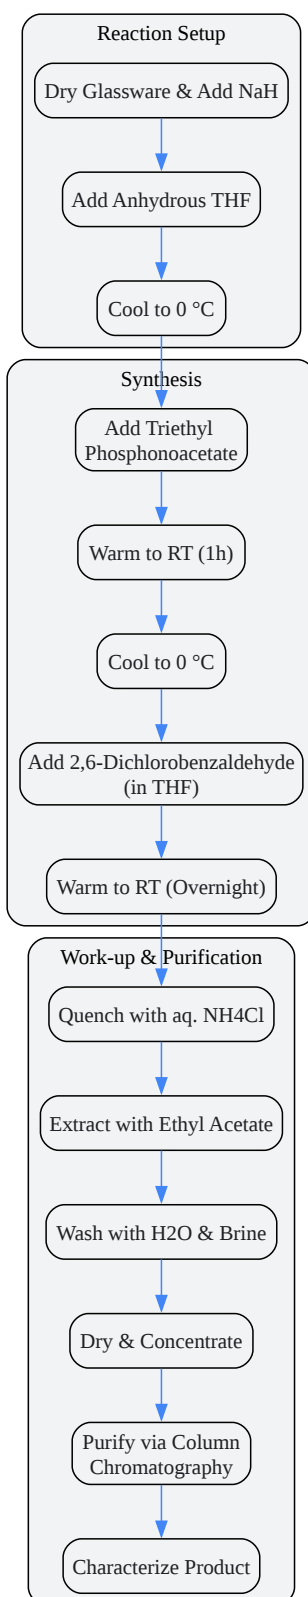 Reaction Setup
Dry Glassware & Add NaH
Add Anhydrous THF
Cool to 0 °C
Synthesis
Add Triethyl
Phosphonoacetate
Warm to RT (1h)
Cool to 0 °C
Add 2,6-Dichlorobenzaldehyde
(in THF)
Warm to RT (Overnight)
Work-up & Purification
Quench with aq. NH4Cl
Extract with Ethyl Acetate
Wash with H2O & Brine
Dry & Concentrate
Purify via Column
Chromatography
Characterize Product